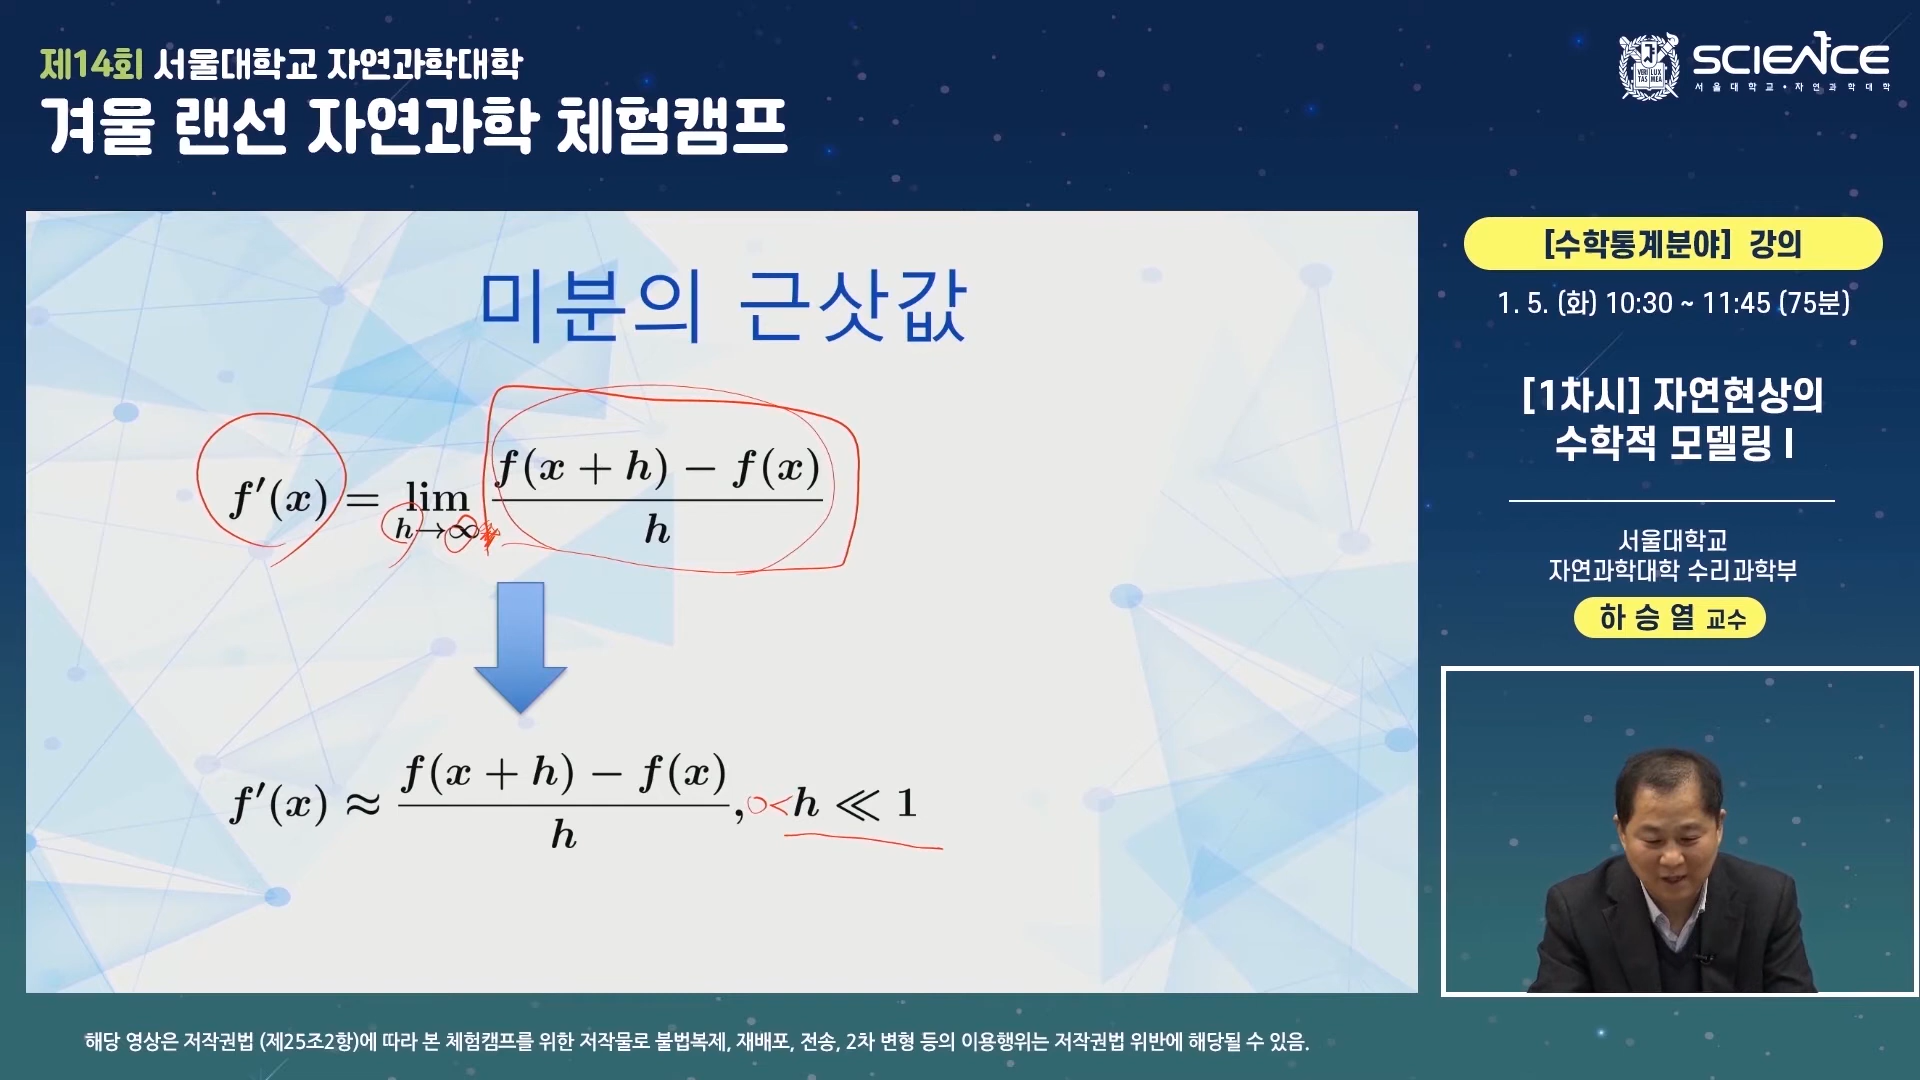 제14회 서울대학교 자연과학대학
겨울 랜선 자연과학 체험캠프
SCIENCE
서울대학교•자연과학대학
VERI LUX
TAS MEA
미분의 근삿값
f′(x) = lim h→∞ f(x + h) − f(x) / h
f′(x) ≈ f(x + h) − f(x) / h, 0< h ≪ 1
[수학통계분야] 강의
1. 5. (화) 10:30 ~ 11:45 (75분)
[1차시] 자연현상의
수학적 모델링 I
서울대학교
자연과학대학 수리과학부
하 승 열 교수
해당 영상은 저작권법 (제25조2항)에 따라 본 체험캠프를 위한 저작물로 불법복제, 재배포, 전송, 2차 변형 등의 이용행위는 저작권법 위반에 해당될 수 있음.